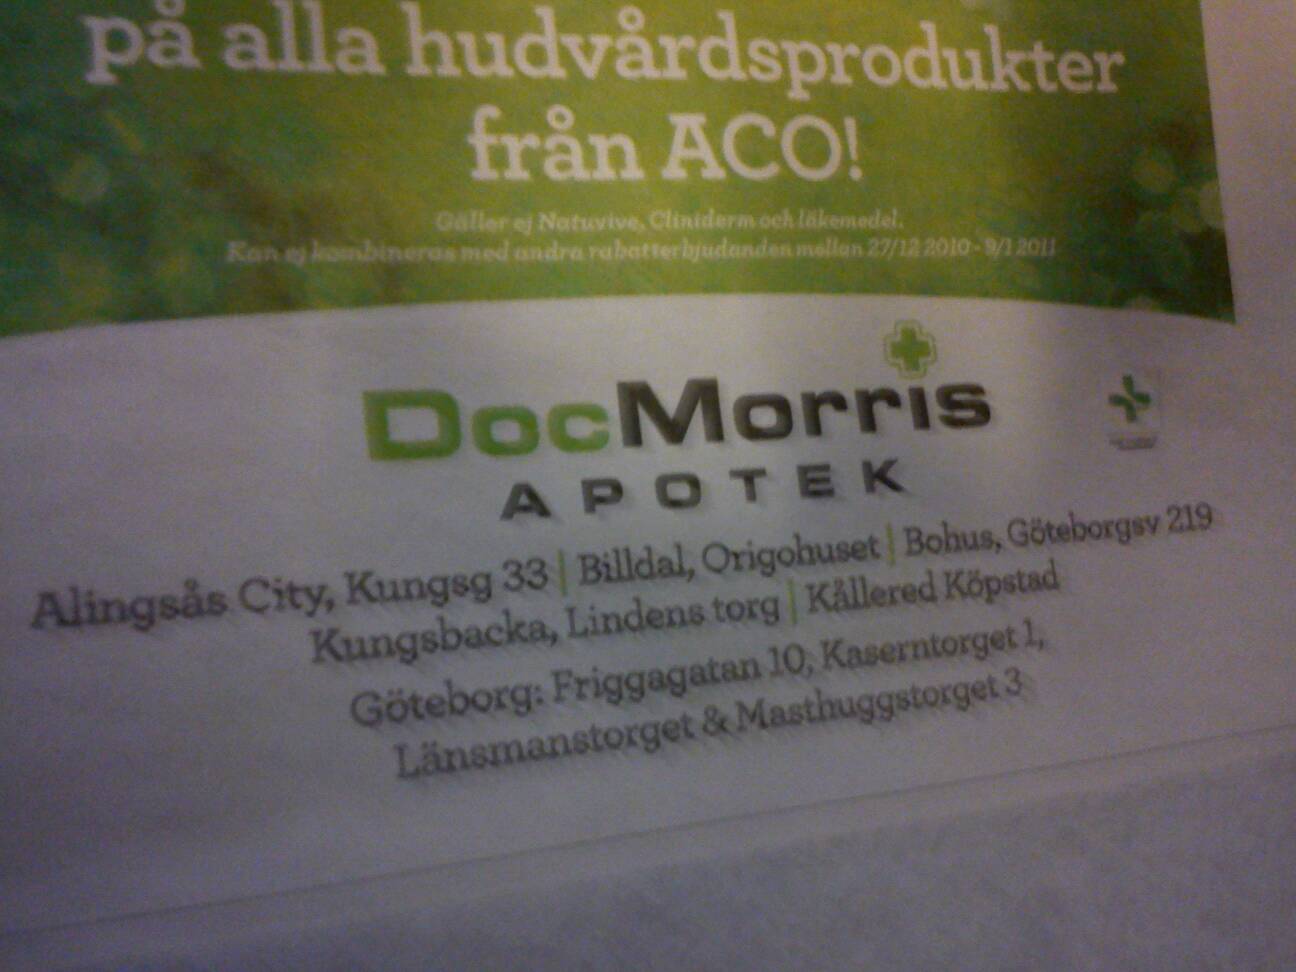 på alla hudvårdsprodukter
från ACO!
Gäller ej Natuvive, Cliniderm och läkemedel.
Kan ej kombineras med andra rabatterbjudanden mellan 27/12 2010 - 9/1 2011
DocMorris
APOTEK
Alingsås City, Kungsg 33 | Billdal, Origohuset | Bohus, Göteborgsv 219
Kungsbacka, Lindens torg | Kållered Köpstad
Göteborg: Friggagatan 10, Kaserntorget 1,
Länsmanstorget & Masthuggstorget 3